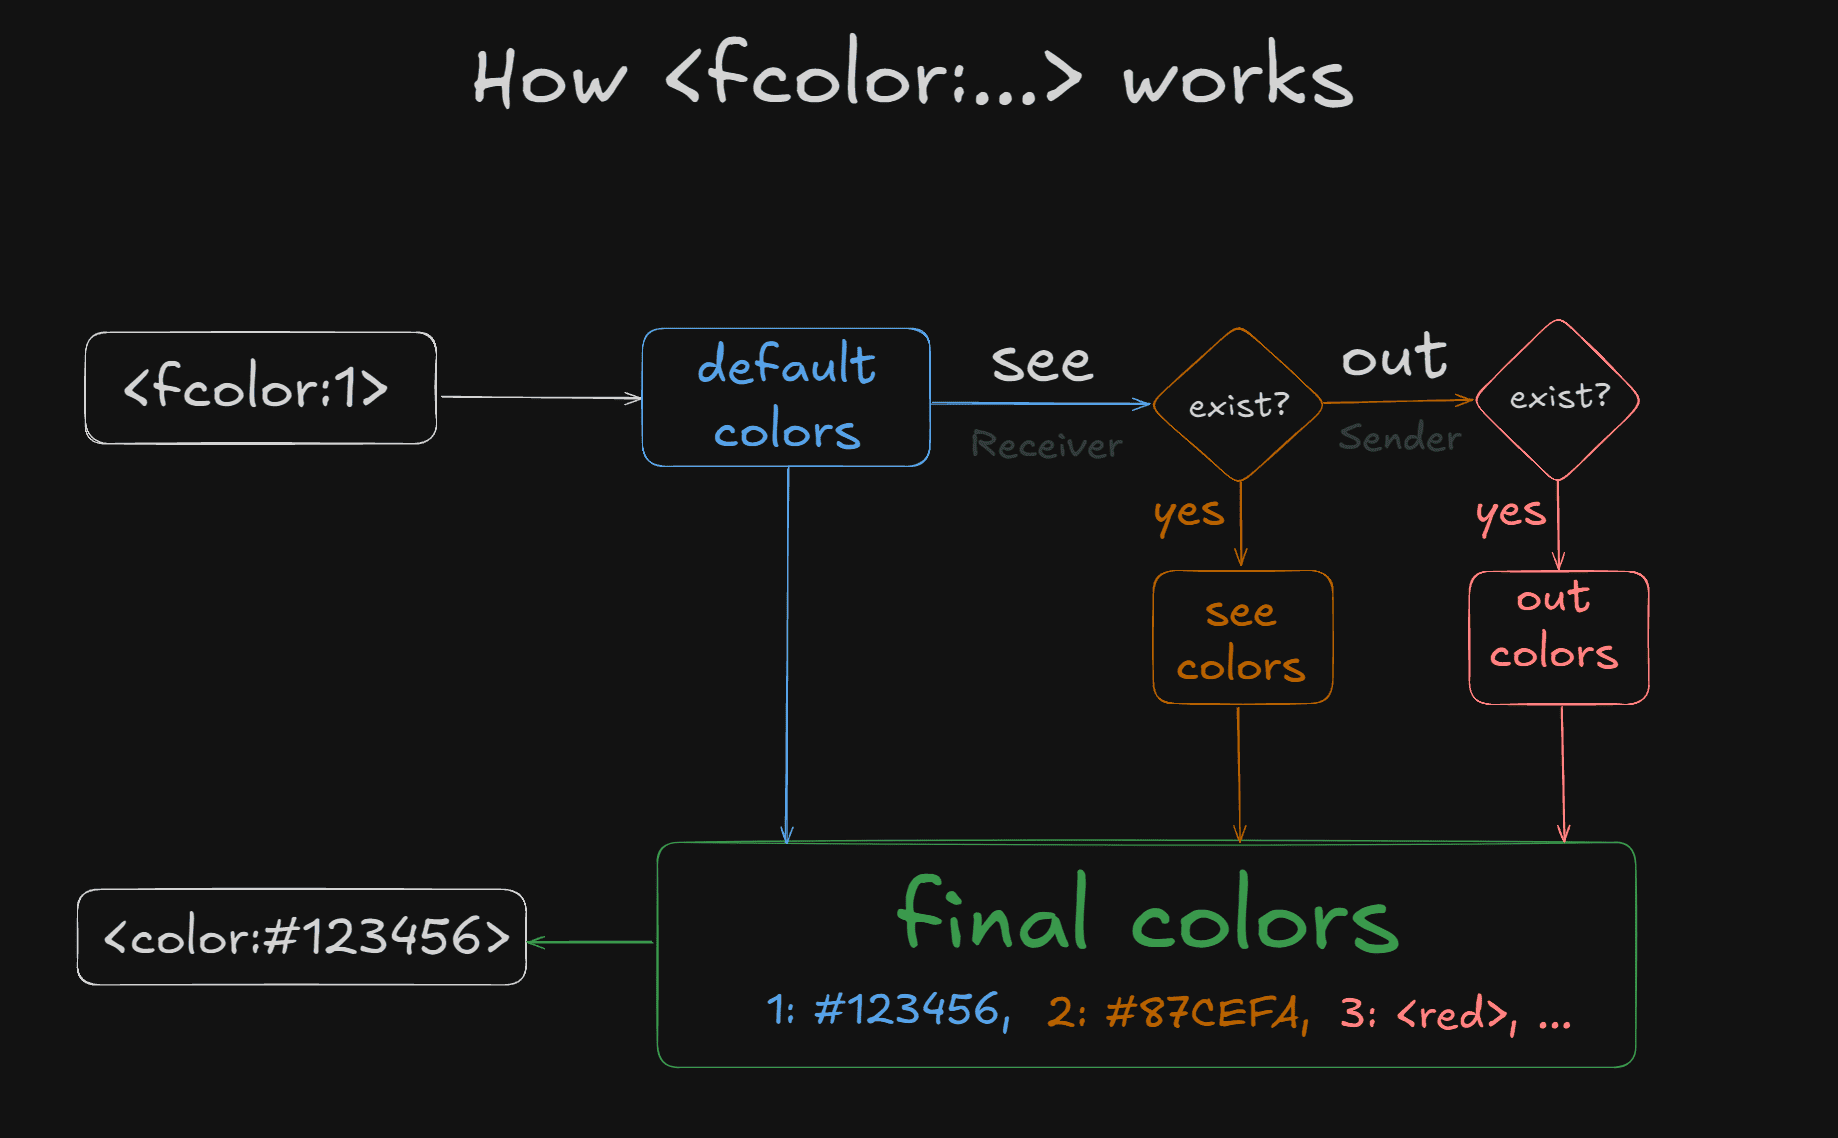 How <fcolor:...> works
<fcolor:1>
default
colors
see
Receiver
exist?
out
Sender
exist?
yes
yes
see
colors
out
colors
final colors
1: #123456, 2: #87CEFA, 3: <red>, ...
<color:#123456>